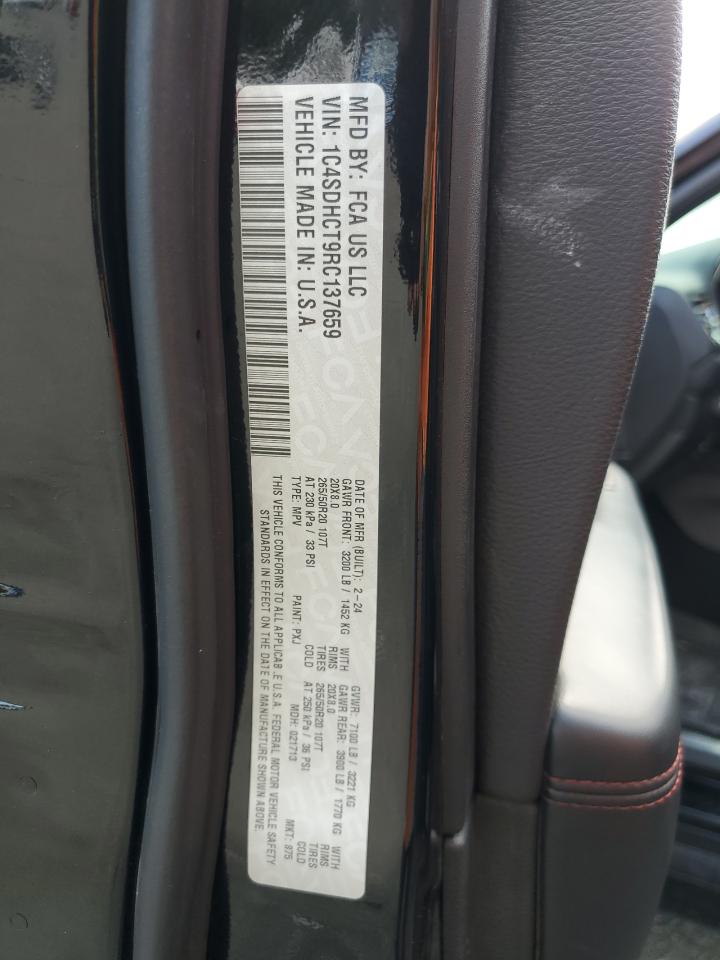 MFD BY: FCA US LLC
VIN: 1C4SDHCT9RC137659
VEHICLE MADE IN: U.S.A.
DATE OF MFR (BUILT): 2-24 GVWR: 7100 LB / 3221 KG
GAWR FRONT: 3200 LB / 1452 KG WITH GAWR REAR: 3900 LB / 1770 KG WITH
20X8.0 RIMS 20X8.0 RIMS
265/50R20 107T TIRES 265/50R20 107T TIRES
AT 230 kPa / 33 PSI COLD AT 250 kPa / 36 PSI COLD
TYPE: MPV PAINT: PXJ MDH: 021713 MKT: 975
THIS VEHICLE CONFORMS TO ALL APPLICABLE U.S.A. FEDERAL MOTOR VEHICLE SAFETY
STANDARDS IN EFFECT ON THE DATE OF MANUFACTURE SHOWN ABOVE.